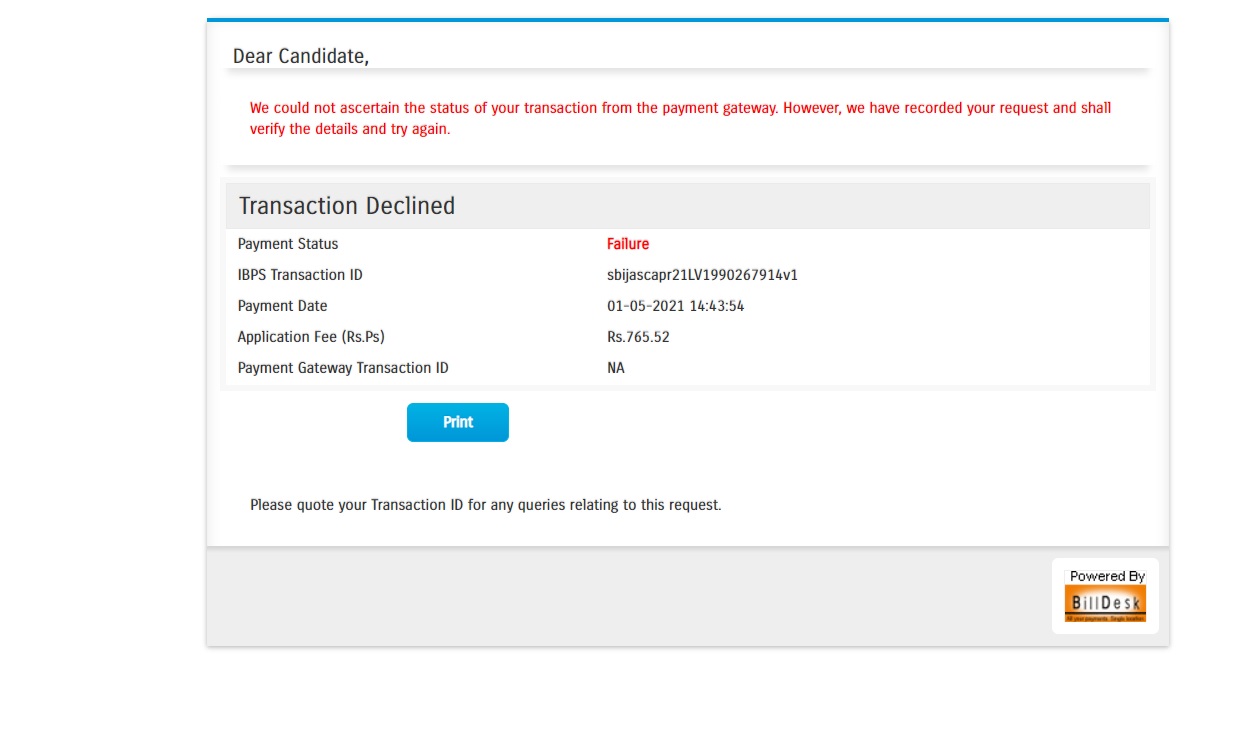 Dear Candidate,
We could not ascertain the status of your transaction from the payment gateway. However, we have recorded your request and shall
verify the details and try again.
Transaction Declined
Payment Status Failure
IBPS Transaction ID sbijascapr21LV1990267914v1
Payment Date 01-05-2021 14:43:54
Application Fee (Rs.Ps) Rs.765.52
Payment Gateway Transaction ID NA
Print
Please quote your Transaction ID for any queries relating to this request.
Powered By
BillDesk
All your payments. Single location